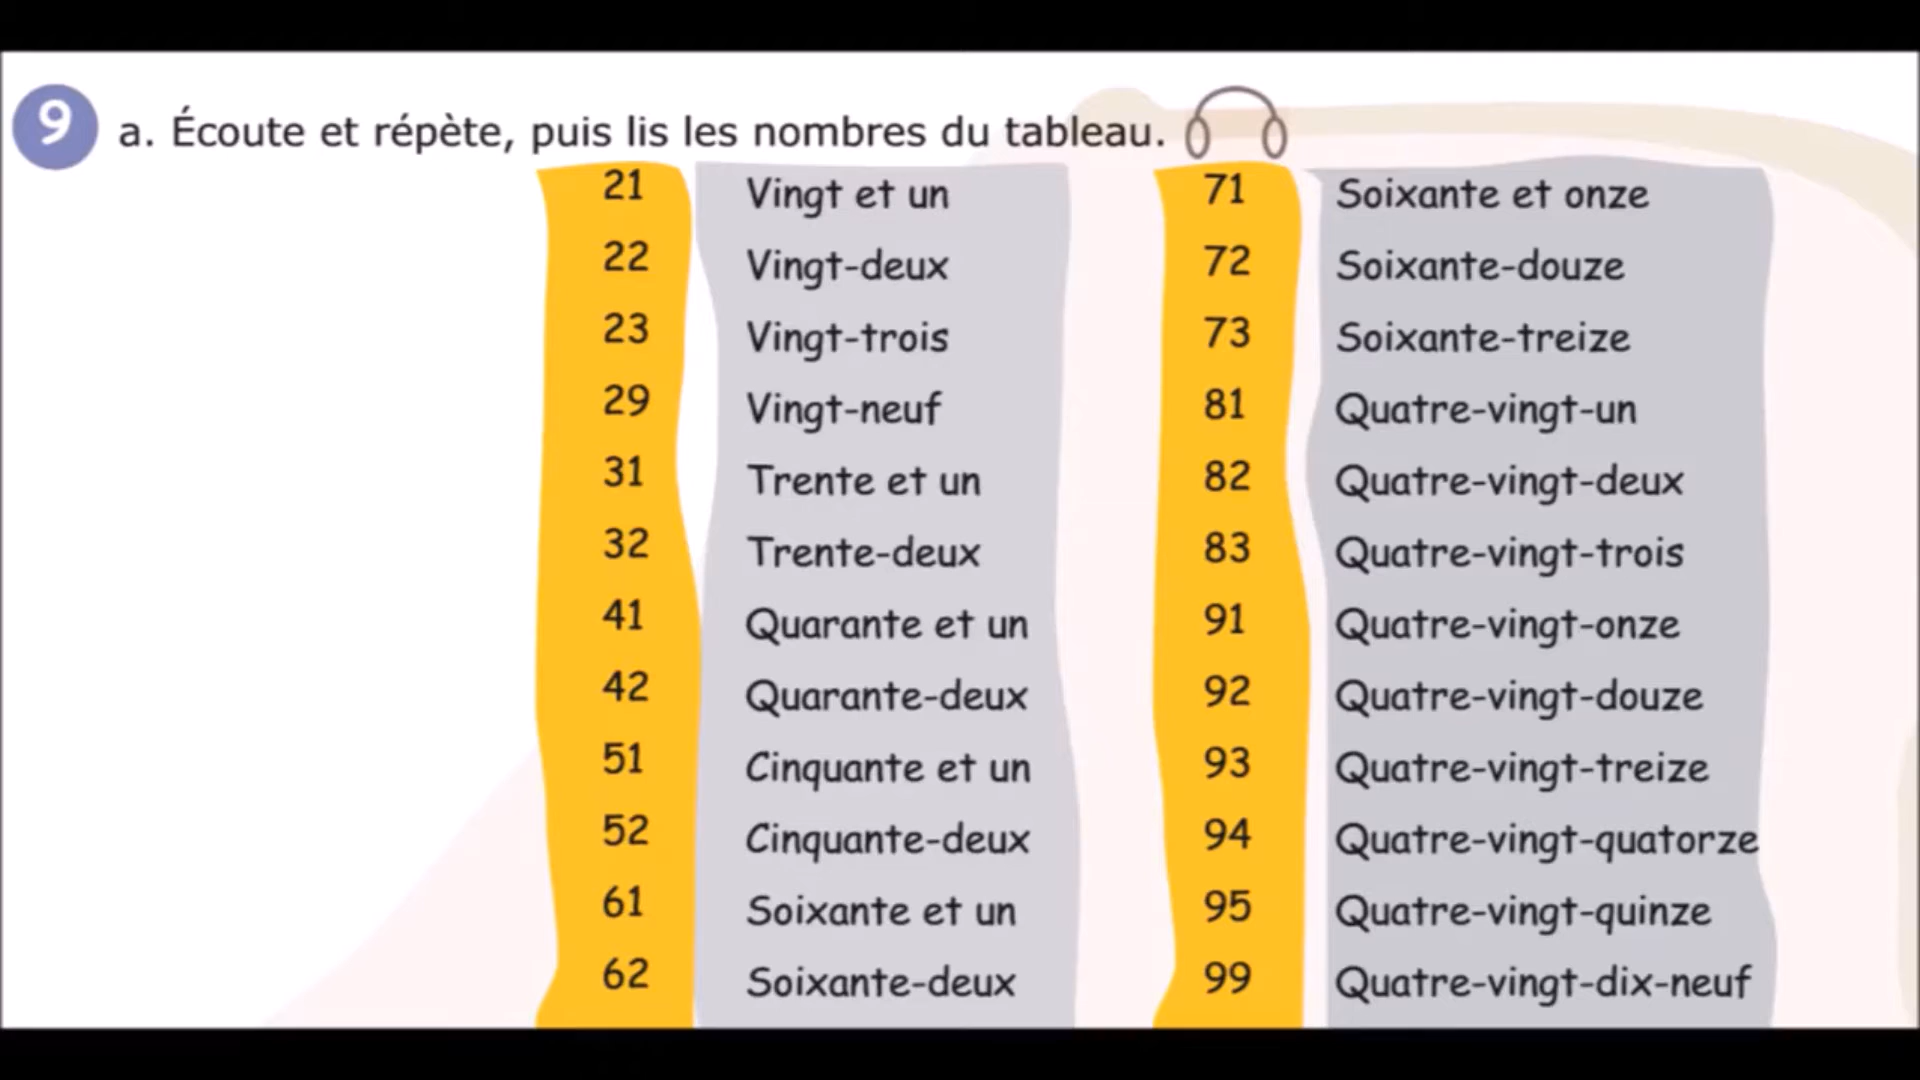 9 a. Écoute et répète, puis lis les nombres du tableau.
21 Vingt et un
22 Vingt-deux
23 Vingt-trois
29 Vingt-neuf
31 Trente et un
32 Trente-deux
41 Quarante et un
42 Quarante-deux
51 Cinquante et un
52 Cinquante-deux
61 Soixante et un
62 Soixante-deux
71 Soixante et onze
72 Soixante-douze
73 Soixante-treize
81 Quatre-vingt-un
82 Quatre-vingt-deux
83 Quatre-vingt-trois
91 Quatre-vingt-onze
92 Quatre-vingt-douze
93 Quatre-vingt-treize
94 Quatre-vingt-quatorze
95 Quatre-vingt-quinze
99 Quatre-vingt-dix-neuf